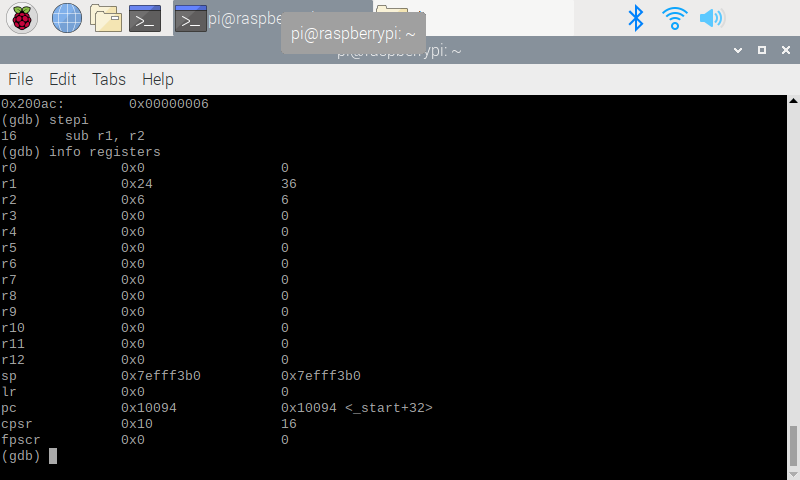 pi@raspberrypi: ~
pi@raspberrypi: ~
File Edit Tabs Help
0x200ac:        0x00000006
(gdb) stepi
16      sub r1, r2
(gdb) info registers
r0             0x0                 0
r1             0x24                36
r2             0x6                 6
r3             0x0                 0
r4             0x0                 0
r5             0x0                 0
r6             0x0                 0
r7             0x0                 0
r8             0x0                 0
r9             0x0                 0
r10            0x0                 0
r11            0x0                 0
r12            0x0                 0
sp             0x7efff3b0          0x7efff3b0
lr             0x0                 0
pc             0x10094             0x10094 <_start+32>
cpsr           0x10                16
fpscr          0x0                 0
(gdb)